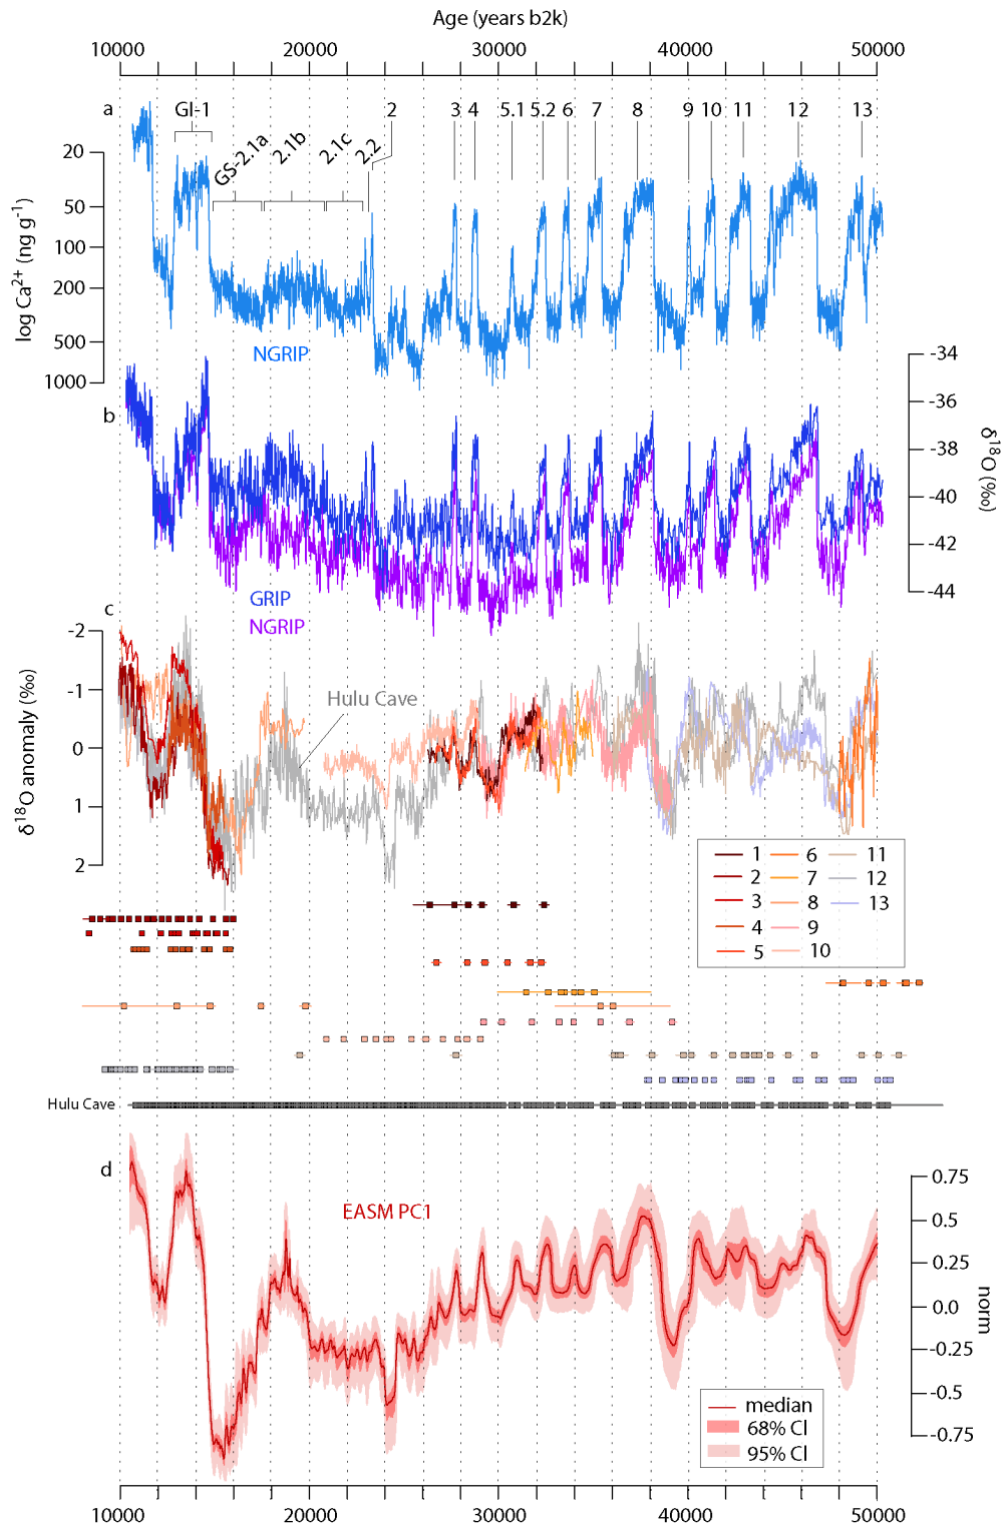 Age (years b2k)
10000 20000 30000 40000 50000
a
GI-1
GS-2.1a
2.1b
2.1c
2.2
2 3 4 5.1 5.2 6 7 8 9 10 11 12 13
20
50
100
200
500
1000
log Ca²⁺ (ng g⁻¹)
NGRIP
b
-34
-36
-38
-40
-42
-44
δ¹⁸O (‰)
GRIP
NGRIP
c
-2
-1
0
1
2
δ¹⁸O anomaly (‰)
Hulu Cave
1 6 11
2 7 12
3 8 13
4 9
5 10
Hulu Cave
d
EASM PC1
0.75
0.5
0.25
0.0
-0.25
-0.5
-0.75
norm
median
68% CI
95% CI
10000 20000 30000 40000 50000